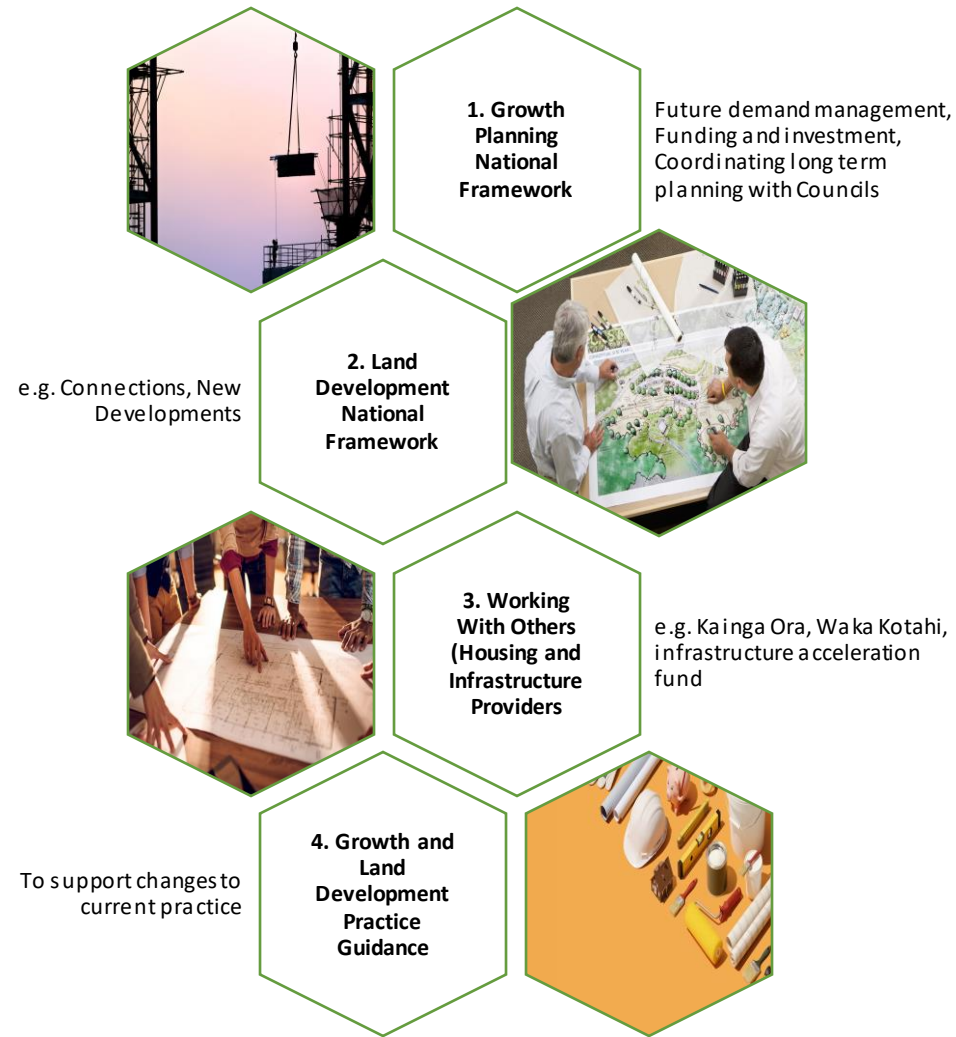 1. Growth
Planning
National
Framework
Future demand management,
Funding and investment,
Coordinating long term
planning with Councils
2. Land
Development
National
Framework
e.g. Connections, New
Developments
3. Working
With Others
(Housing and
Infrastructure
Providers
e.g. Kainga Ora, Waka Kotahi,
infrastructure acceleration
fund
4. Growth and
Land
Development
Practice
Guidance
To support changes to
current practice